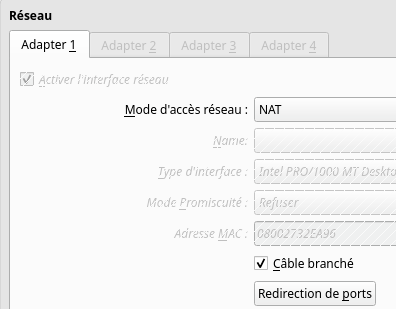 Réseau
Adapter 1 Adapter 2 Adapter 3 Adapter 4
Activer l'interface réseau
Mode d'accès réseau : NAT
Name:
Type d'interface : Intel PRO/1000 MT Deskto
Mode Promiscuité : Refuser
Adresse MAC : 08002732EA96
Câble branché
Redirection de ports